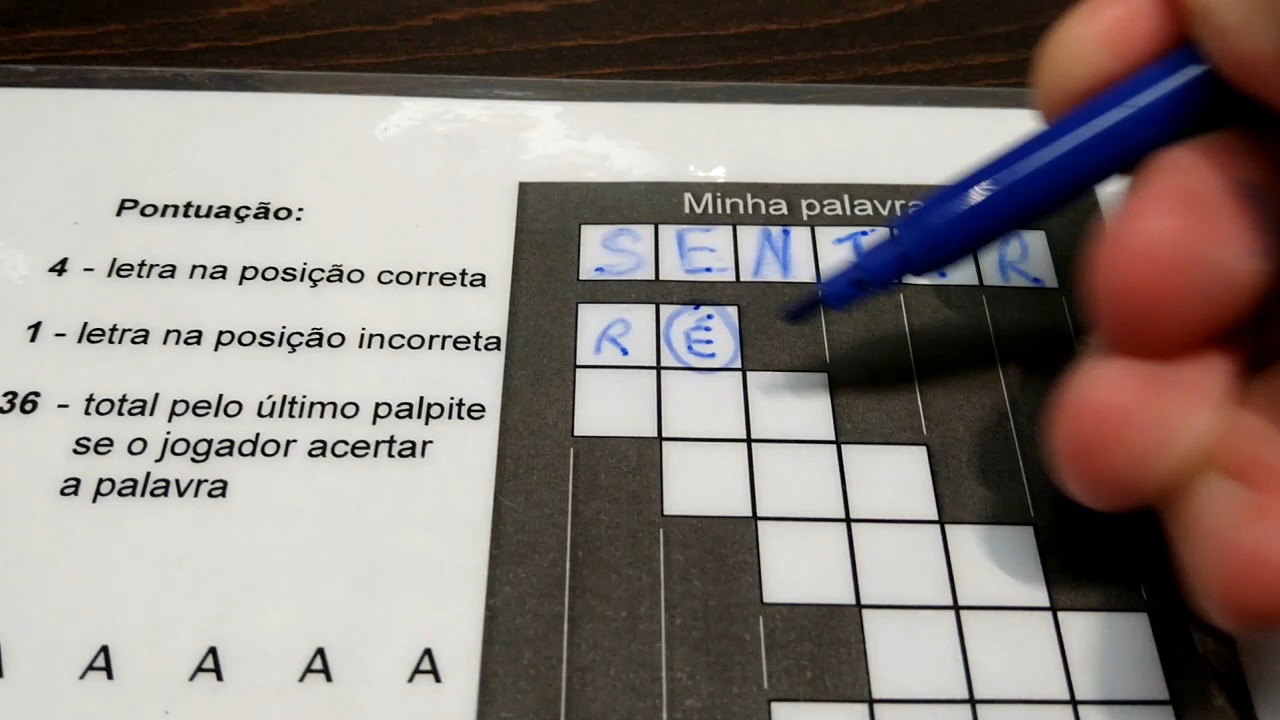 Pontuação:
4 - letra na posição correta
1 - letra na posição incorreta
36 - total pelo último palpite
se o jogador acertar
a palavra
A A A A
Minha palavra
S E N T R
R É